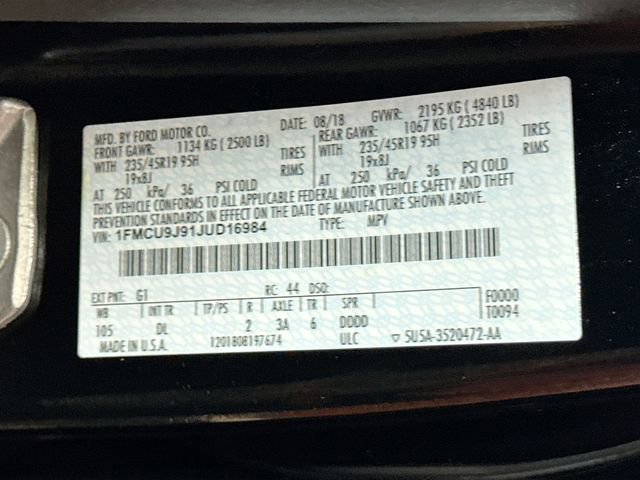 MFD. BY FORD MOTOR CO.
DATE: 08/18 GVWR: 2195 KG ( 4840 LB)
FRONT GAWR: 1134 KG ( 2500 LB) REAR GAWR: 1067 KG ( 2352 LB)
WITH 235/45R19 95H TIRES WITH 235/45R19 95H TIRES
19x8J RIMS 19x8J RIMS
AT 250 kPa/ 36 PSI COLD AT 250 kPa/ 36 PSI COLD
THIS VEHICLE CONFORMS TO ALL APPLICABLE FEDERAL MOTOR VEHICLE SAFETY AND THEFT
PREVENTION STANDARDS IN EFFECT ON THE DATE OF MANUFACTURE SHOWN ABOVE.
VIN: 1FMCU9J91JUD16984 TYPE: MPV
EXT PNT: G1 RC: 44 DSO:
WB INT TR TP/PS R AXLE TR SPR F0000
105 DL 2 3A 6 DDDD T0094
MADE IN U.S.A. 1201808197674 ULC ▽ 5U5A-3520472-AA